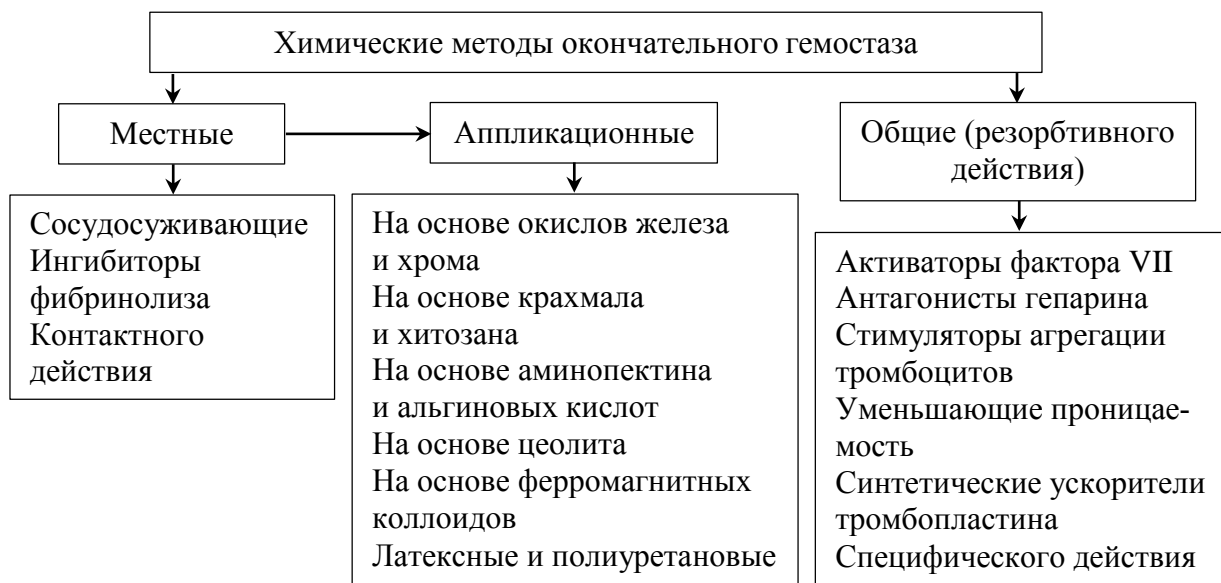 Химические методы окончательного гемостаза
Местные
Аппликационные
Общие (резорбтивного
действия)
Сосудосуживающие
Ингибиторы
фибринолиза
Контактного
действия
На основе окислов железа
и хрома
На основе крахмала
и хитозана
На основе аминопектина
и альгиновых кислот
На основе цеолита
На основе ферромагнитных
коллоидов
Латексные и полиуретановые
Активаторы фактора VII
Антагонисты гепарина
Стимуляторы агрегации
тромбоцитов
Уменьшающие проницае-
мость
Синтетические ускорители
тромбопластина
Специфического действия